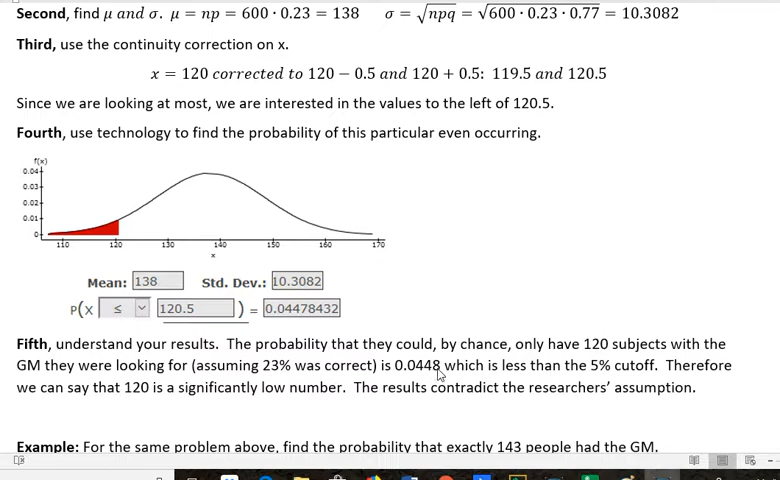 Second, find μ and σ. μ = np = 600 · 0.23 = 138 σ = √npq = √600 · 0.23 · 0.77 = 10.3082
Third, use the continuity correction on x.
x = 120 corrected to 120 − 0.5 and 120 + 0.5: 119.5 and 120.5
Since we are looking at most, we are interested in the values to the left of 120.5.
Fourth, use technology to find the probability of this particular even occurring.
f(x)
0.04
0.03
0.02
0.01
0
110 120 130 140 150 160 170
x
Mean: 138 Std. Dev.: 10.3082
P(X ≤ 120.5 ) = 0.04478432
Fifth, understand your results. The probability that they could, by chance, only have 120 subjects with the
GM they were looking for (assuming 23% was correct) is 0.0448 which is less than the 5% cutoff. Therefore
we can say that 120 is a significantly low number. The results contradict the researchers’ assumption.
Example: For the same problem above, find the probability that exactly 143 people had the GM.